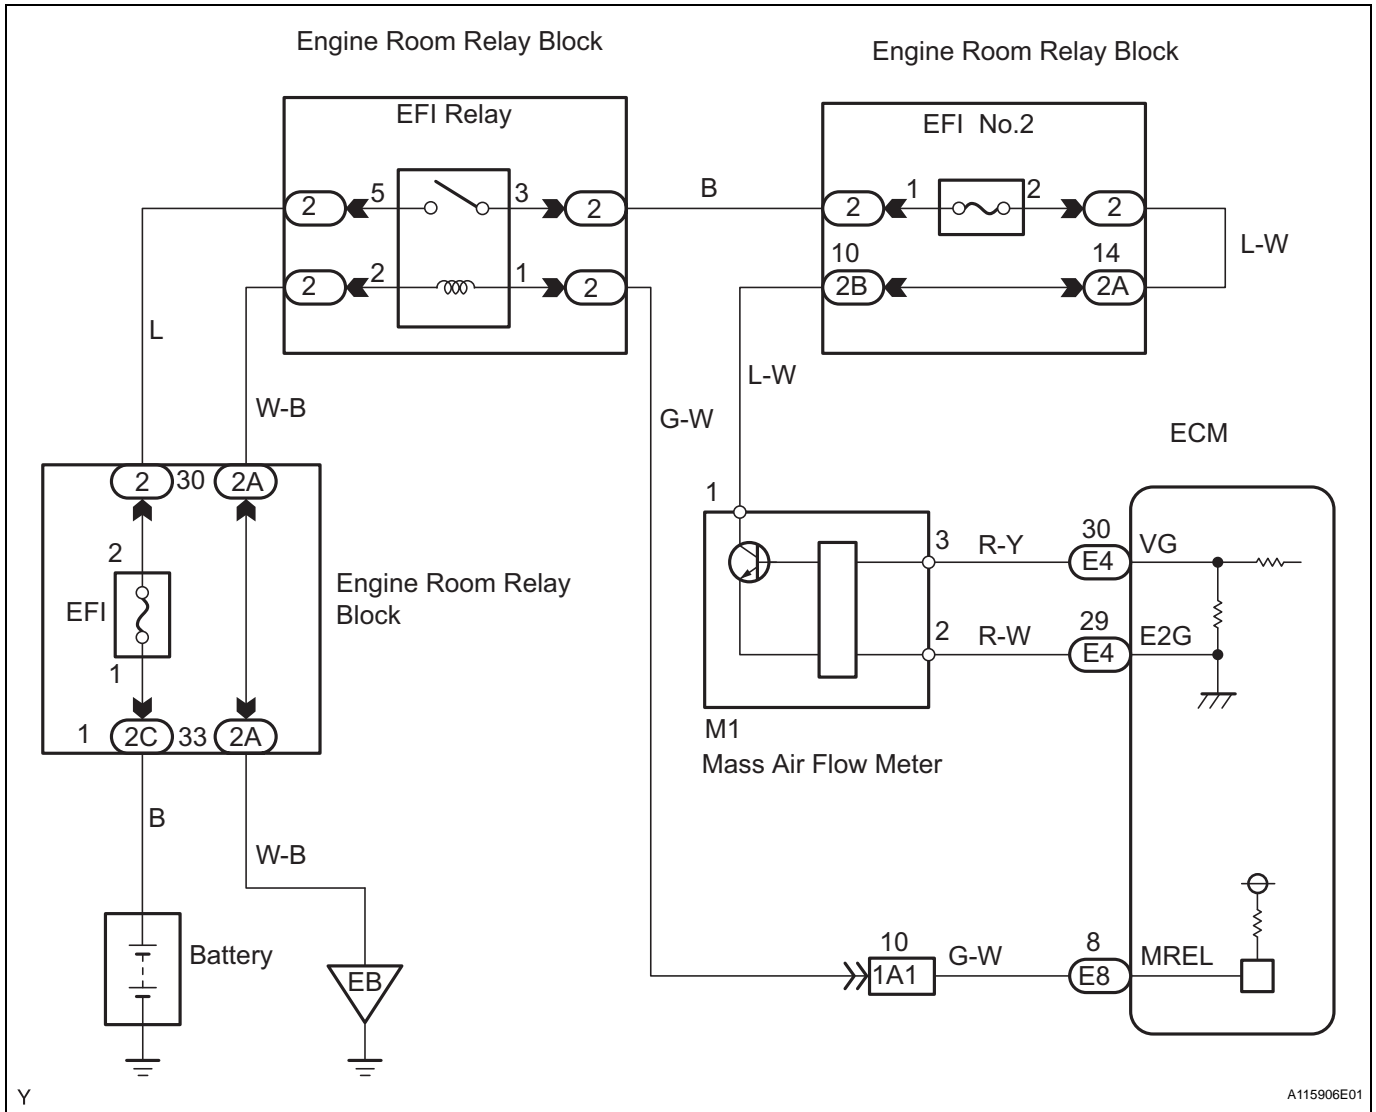 Engine Room Relay Block
Engine Room Relay Block
EFI Relay
EFI No.2
2 5 3 2
B
2 1 2 2
2 2 1 2
10 14
2B 2A
L-W
L
W-B
L-W
G-W
ECM
2 30 2A
1
2
EFI
1
Engine Room Relay
Block
3 R-Y 30 E4 VG
2 R-W 29 E4 E2G
1 2C 33 2A
M1
Mass Air Flow Meter
B
W-B
Battery
EB
10
1A1
G-W
8
E8
MREL
Y
A115906E01